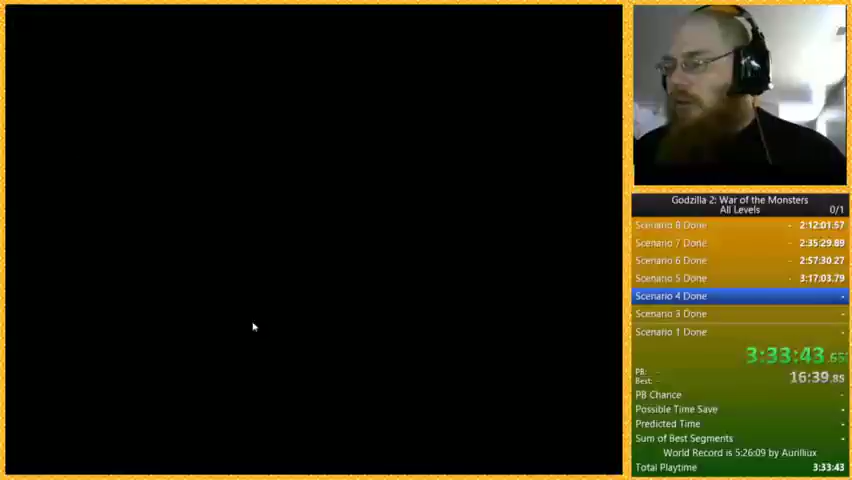 Godzilla 2: War of the Monsters
All Levels 0/1
Scenario 8 Done - 2:12:01.57
Scenario 7 Done - 2:35:29.89
Scenario 6 Done - 2:57:30.27
Scenario 5 Done - 3:17:03.79
Scenario 4 Done -
Scenario 3 Done -
Scenario 1 Done -
3:33:43.65
PB: -
Best: - 16:39.85
PB Chance -
Possible Time Save -
Predicted Time -
Sum of Best Segments -
World Record is 5:26:09 by Aurilliux
Total Playtime 3:33:43